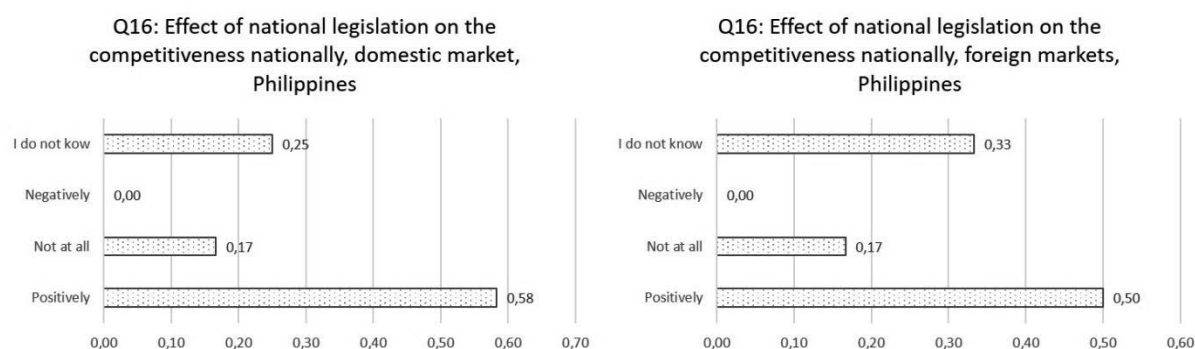 Q16: Effect of national legislation on the
competitiveness nationally, domestic market,
Philippines
I do not kow
0,25
Negatively
0,00
Not at all
0,17
Positively
0,58
0,00 0,10 0,20 0,30 0,40 0,50 0,60 0,70
Q16: Effect of national legislation on the
competitiveness nationally, foreign markets,
Philippines
I do not know
0,33
Negatively
0,00
Not at all
0,17
Positively
0,50
0,00 0,10 0,20 0,30 0,40 0,50 0,60